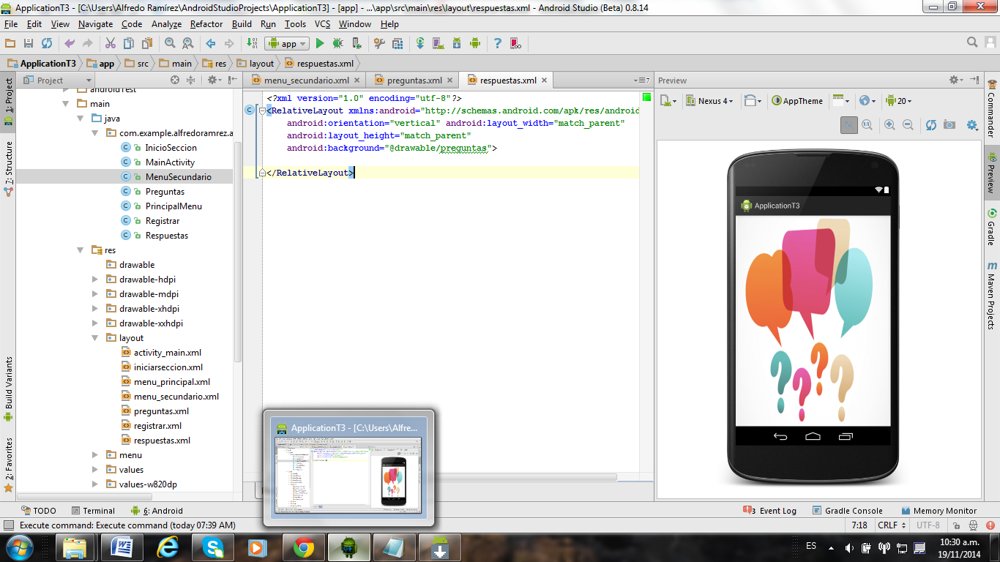 ApplicationT3 - [C:\Users\Alfredo Ramírez\AndroidStudioProjects\ApplicationT3] - [app] - ...\app\src\main\res\layout\respuestas.xml - Android Studio (Beta) 0.8.14
File Edit View Navigate Code Analyze Refactor Build Run Tools VCS Window Help
app
ApplicationT3 app src main res layout respuestas.xml
Project
menu_secundario.xml preguntas.xml respuestas.xml
7
Preview
1: Project
7: Structure
Build Variants
2: Favorites
androidTest
main
java
com.example.alfredoramrez.a
InicioSeccion
MainActivity
MenuSecundario
Preguntas
PrincipalMenu
Registrar
Respuestas
res
drawable
drawable-hdpi
drawable-mdpi
drawable-xhdpi
drawable-xxhdpi
layout
activity_main.xml
iniciarseccion.xml
menu_principal.xml
menu_secundario.xml
preguntas.xml
registrar.xml
respuestas.xml
menu
values
values-w820dp
<?xml version="1.0" encoding="utf-8"?>
<RelativeLayout xmlns:android="http://schemas.android.com/apk/res/android
android:orientation="vertical" android:layout_width="match_parent"
android:layout_height="match_parent"
android:background="@drawable/preguntas">
</RelativeLayout>
Nexus 4 AppTheme 20
ApplicationT3
Commander
Preview
Gradle
Maven Projects
ApplicationT3 - [C:\Users\Alfre...
TODO Terminal 6: Android
3 Event Log Gradle Console Memory Monitor
Execute command: Execute command (today 07:39 AM)
7:18 CRLF UTF-8
ES
10:30 a.m.
19/11/2014